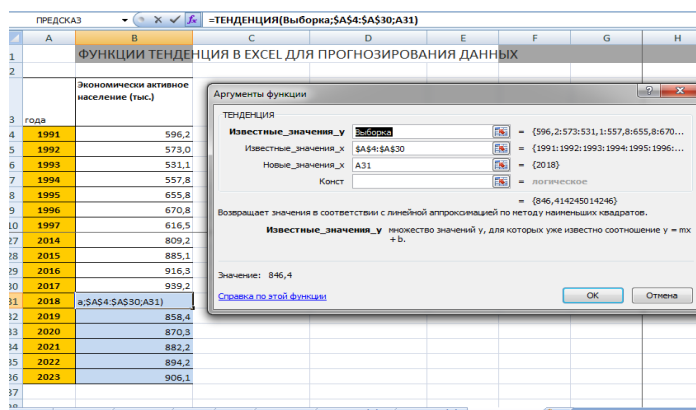 ПРЕДСКАЗ =ТЕНДЕНЦИЯ(Выборка;$A$4:$A$30;A31)
A B C D E F G H
1 ФУНКЦИИ ТЕНДЕНЦИЯ В EXCEL ДЛЯ ПРОГНОЗИРОВАНИЯ ДАННЫХ
2
3 года Экономически активное население (тыс.)
4 1991 596,2
5 1992 573,0
6 1993 531,1
7 1994 557,8
8 1995 655,8
9 1996 670,8
10 1997 616,5
27 2014 809,2
28 2015 885,1
29 2016 916,3
30 2017 939,2
31 2018 а;$A$4:$A$30;A31)
32 2019 858,4
33 2020 870,3
34 2021 882,2
35 2022 894,2
36 2023 906,1
37
Аргументы функции
ТЕНДЕНЦИЯ
Известные_значения_y Выборка = {596,2:573:531,1:557,8:655,8:670...
Известные_значения_x $A$4:$A$30 = {1991:1992:1993:1994:1995:1996:...
Новые_значения_x A31 = {2018}
Конст = логическое
= {846,414245014246}
Возвращает значения в соответствии с линейной аппроксимацией по методу наименьших квадратов.
Известные_значения_y множество значений y, для которых уже известно соотношение y = mx
+ b.
Значение: 846,4
Справка по этой функции OK Отмена